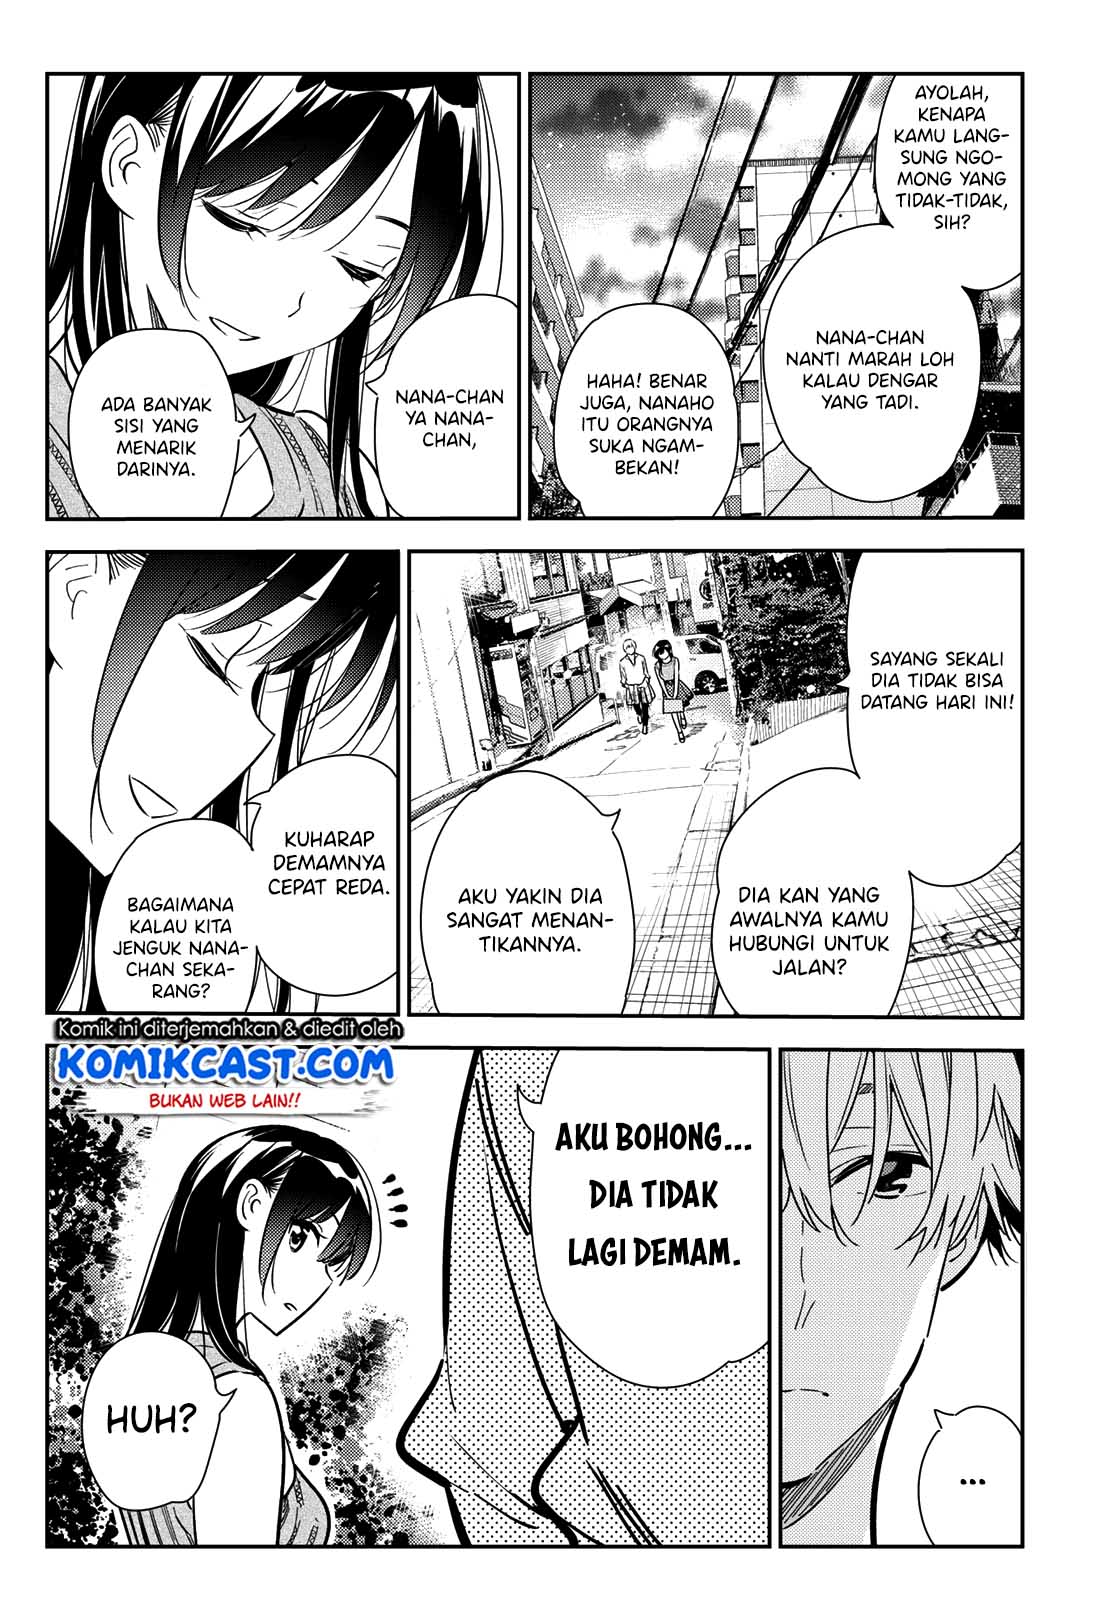 AYOLAH,
KENAPA
KAMU LANG-
SUNG NGO-
MONG YANG
TIDAK-TIDAK,
SIH?
NANA-CHAN
NANTI MARAH LOH
KALAU DENGAR
YANG TADI.
HAHA! BENAR
JUGA, NANAHO
ITU ORANGNYA
SUKA NGAM-
BEKAN!
NANA-CHAN
YA NANA-
CHAN,
ADA BANYAK
SISI YANG
MENARIK
DARINYA.
SAYANG SEKALI
DIA TIDAK BISA
DATANG HARI INI!
DIA KAN YANG
AWALNYA KAMU
HUBUNGI UNTUK
JALAN?
AKU YAKIN DIA
SANGAT MENAN-
TIKANNYA.
KUHARAP
DEMAMNYA
CEPAT REDA.
BAGAIMANA
KALAU KITA
JENGUK NANA-
CHAN SEKA-
RANG?
Komik ini diterjemahkan & diedit oleh
KOMIKCAST.COM
BUKAN WEB LAIN!!
...
AKU BOHONG...
DIA TIDAK
LAGI DEMAM.
HUH?